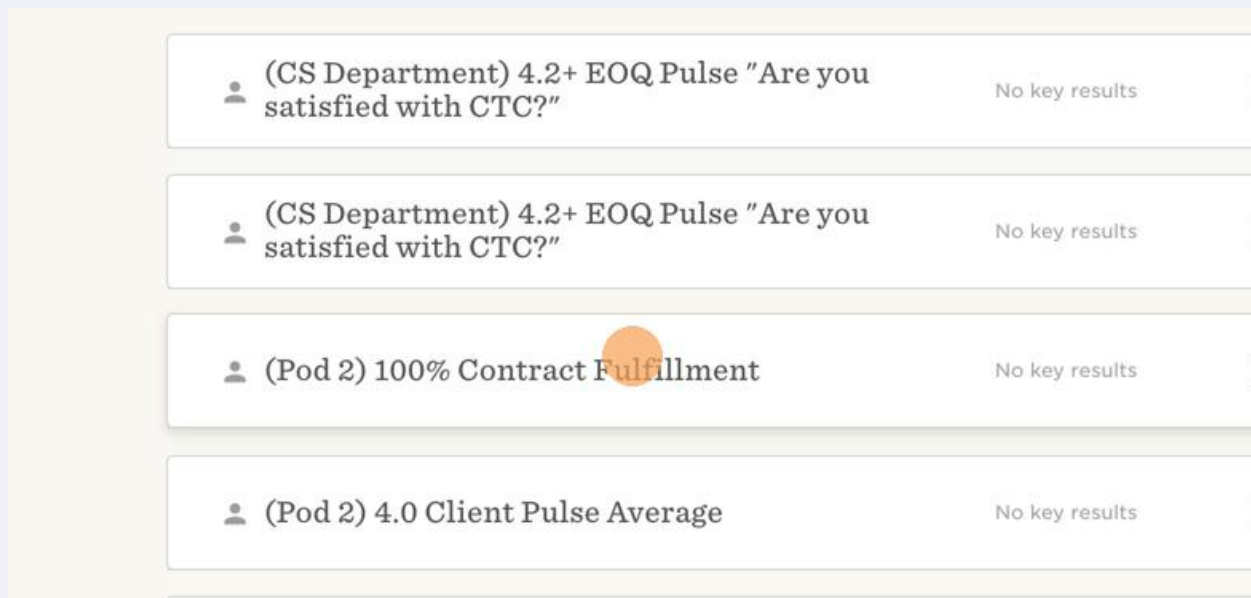 (CS Department) 4.2+ EOQ Pulse "Are you
satisfied with CTC?"
No key results
(CS Department) 4.2+ EOQ Pulse "Are you
satisfied with CTC?"
No key results
(Pod 2) 100% Contract Fulfillment
No key results
(Pod 2) 4.0 Client Pulse Average
No key results